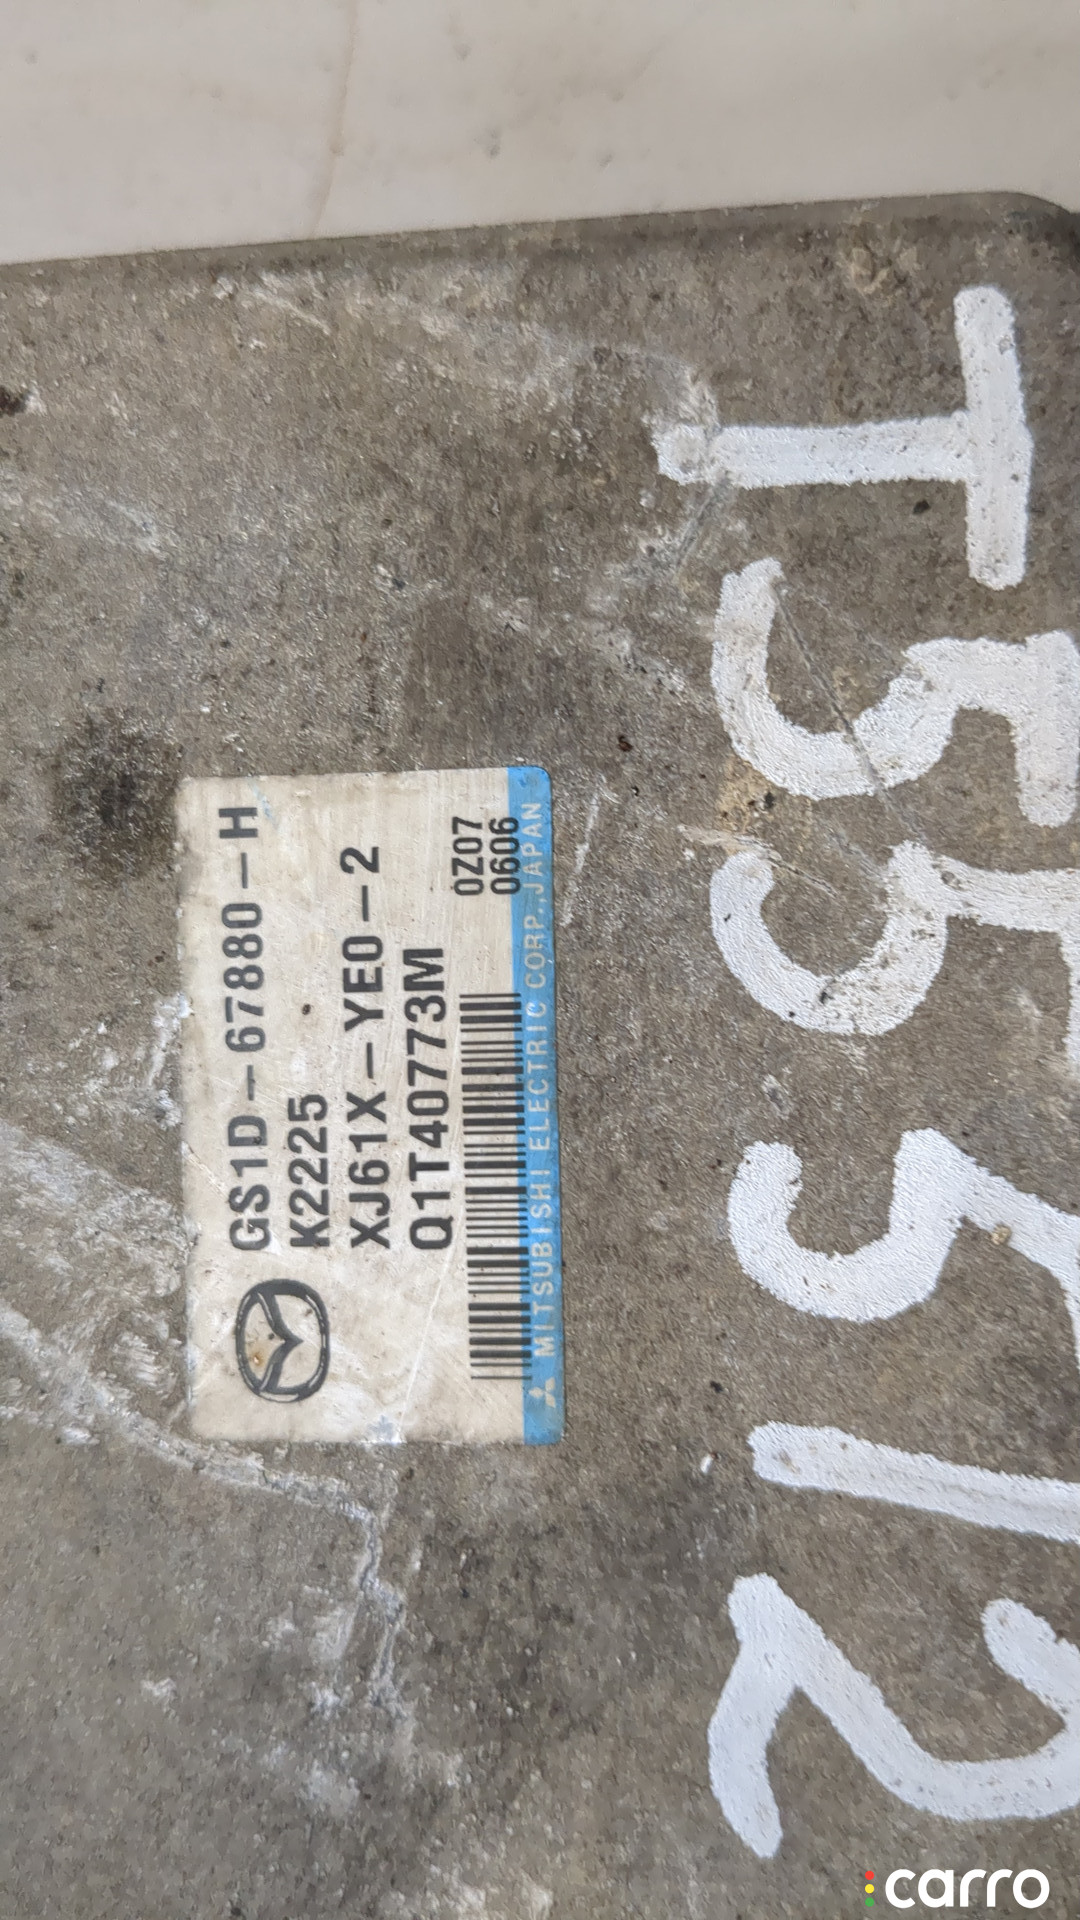 GS1D-67880-H
K2225
XJ61X-YE0-2
Q1T40773M
0Z07
0606
MITSUBISHI ELECTRIC CORP., JAPAN
carro